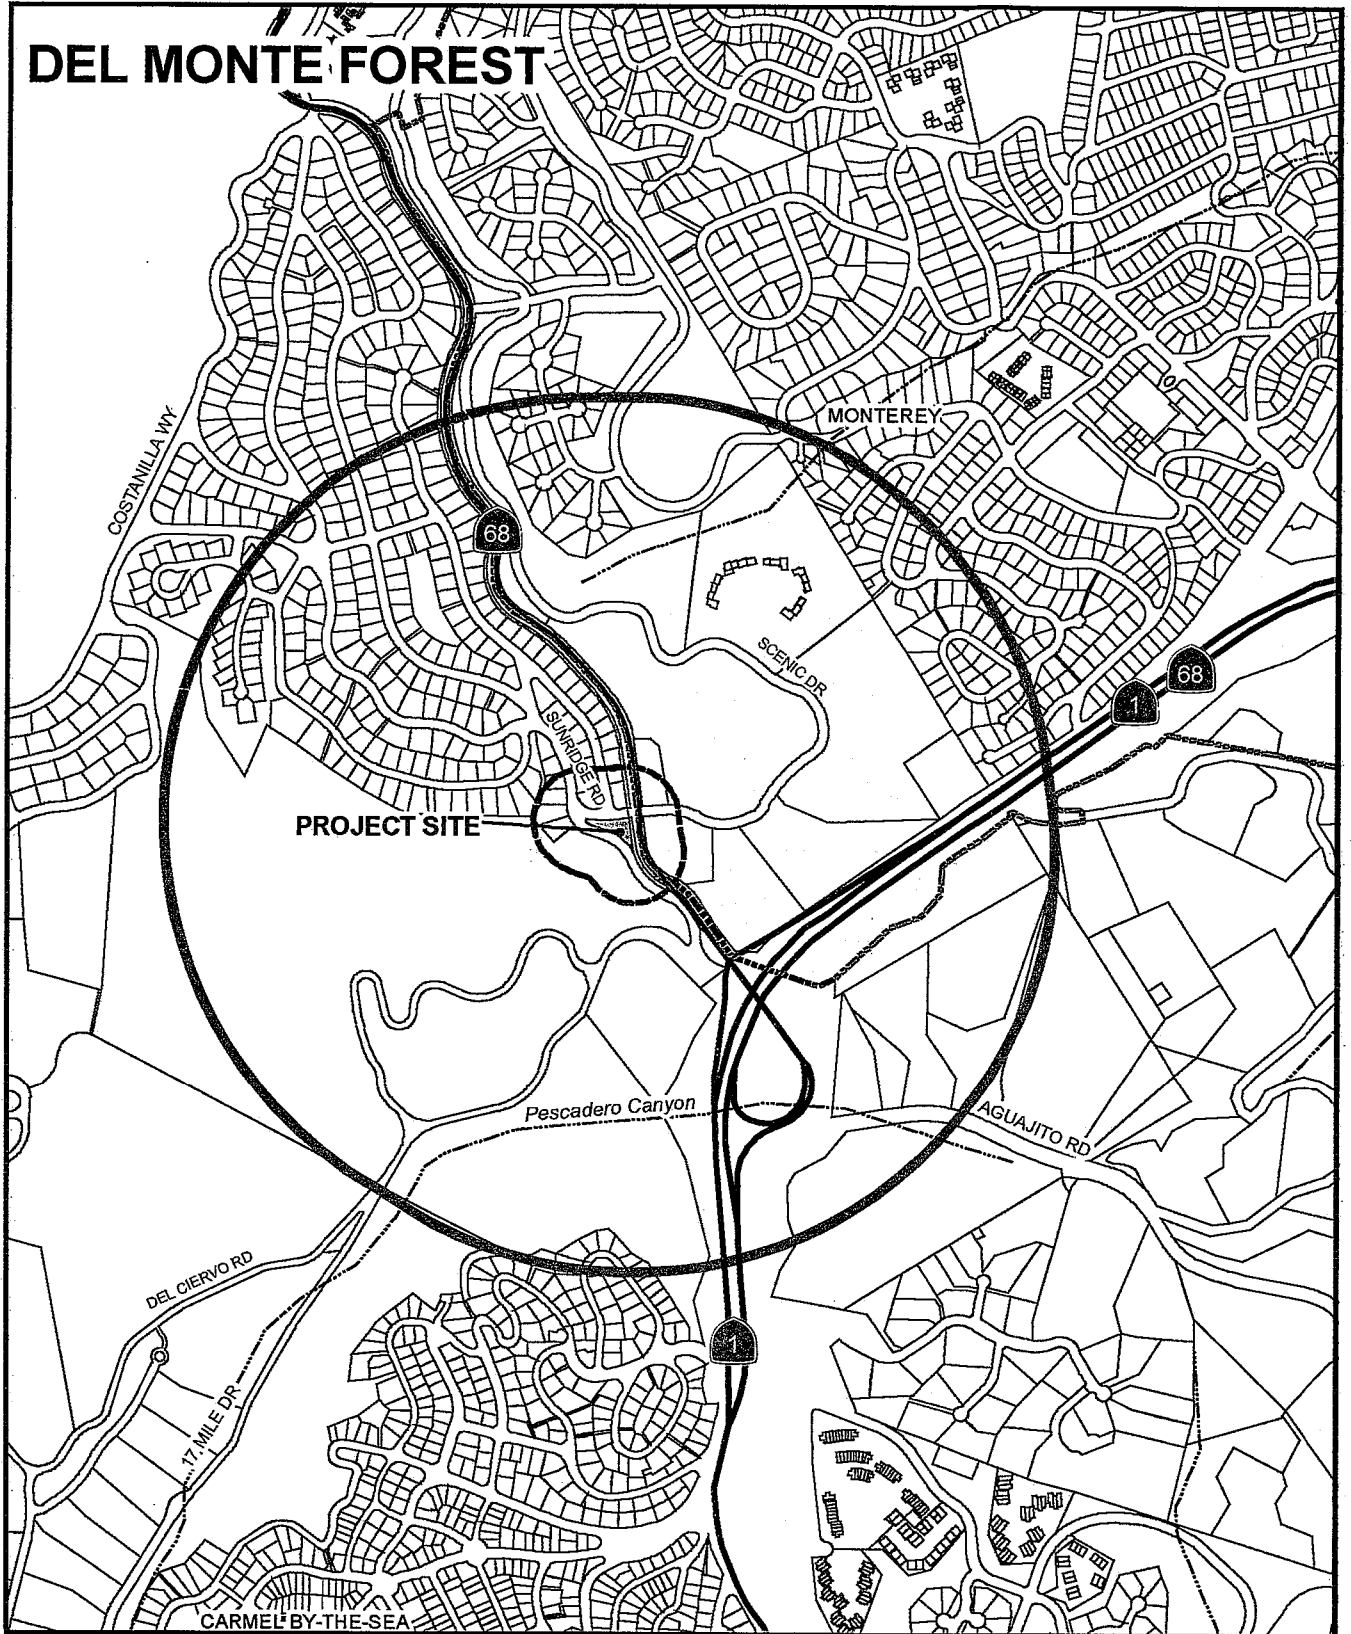 DEL MONTE FOREST
COSTANILLA WY
MONTEREY
68
SCENIC DR
68
1
SUNRIDGE RD
PROJECT SITE
Pescadero Canyon
AGUAJITO RD
DEL CIERVO RD
1
17 MILE DR
CARMEL-BY-THE-SEA